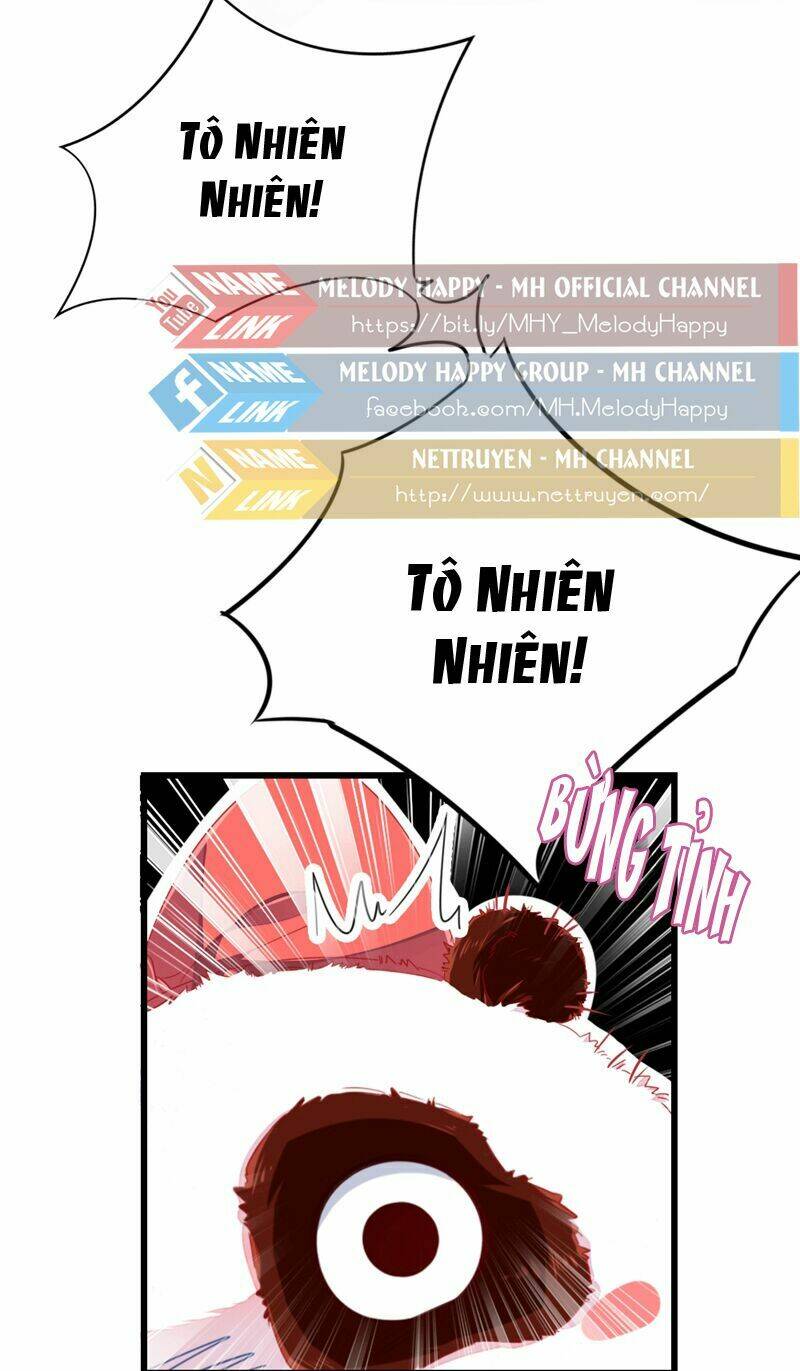 TÔ NHIÊN
NHIÊN!
YouTube NAME MELODY HAPPY - MH OFFICIAL CHANNEL
LINK https://bit.ly/MHY_MelodyHappy
f NAME MELODY HAPPY GROUP - MH CHANNEL
LINK facebook.com/MH.MelodyHappy
N NAME NETTRUYEN - MH CHANNEL
LINK http://www.nettruyen.com/
TÔ NHIÊN
NHIÊN!
BỪNG TỈNH